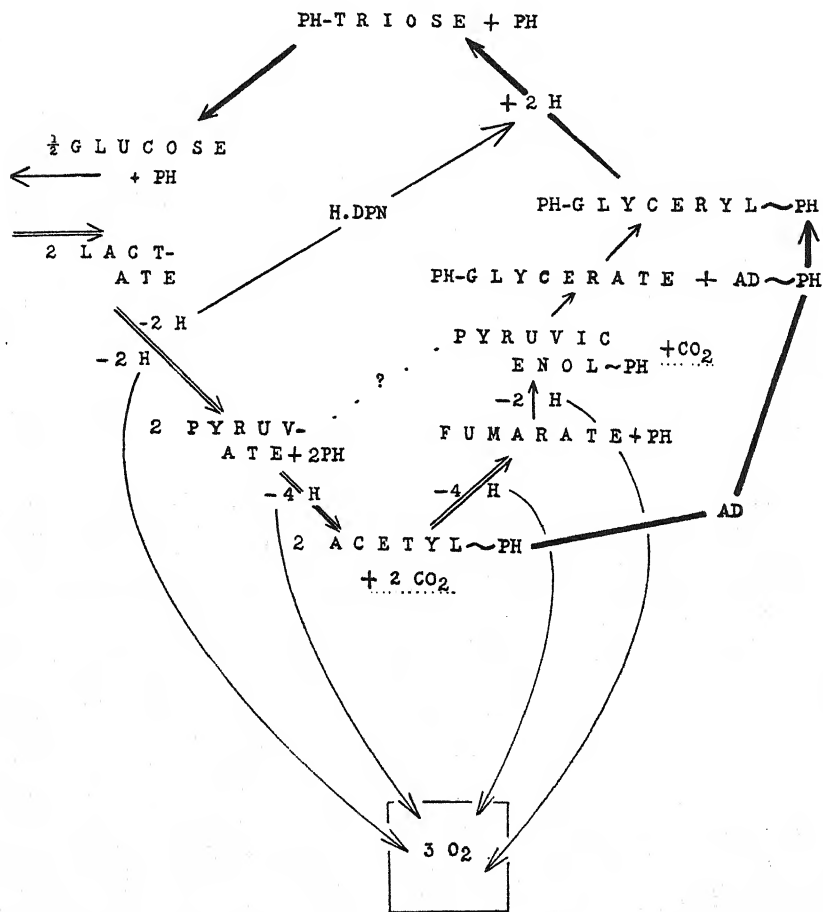 PH-TRIOSE + PH
+ 2 H
½ GLUCOSE
+ PH
H.DPN
PH-GLYCERYL~PH
2 LACT-
ATE
PH-GLYCERATE + AD~PH
-2 H
-2 H
PYRUVIC
ENOL~PH
+CO2
?
-2 H
2 PYRUV-
ATE+2PH
FUMARATE+PH
-4 H
-4 H
AD
2 ACETYL~PH
+ 2 CO2
3 O2